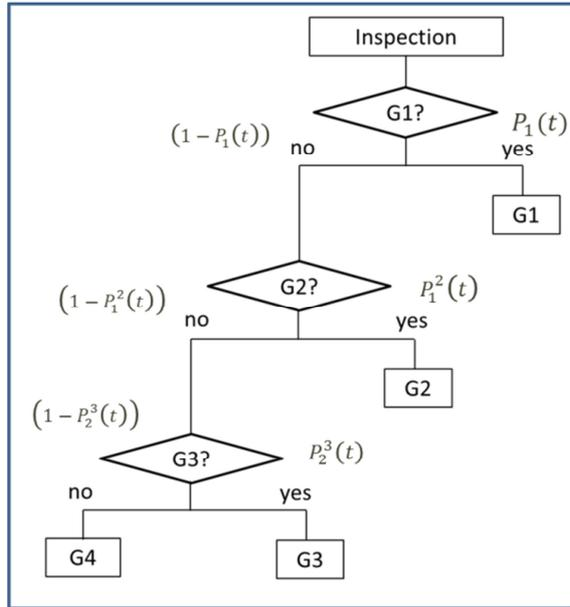 Inspection
G1?
(1 − P₁(t))
P₁(t)
no
yes
G1
G2?
(1 − P₁²(t))
P₁²(t)
no
yes
G2
(1 − P₂³(t))
G3?
P₂³(t)
no
yes
G4
G3